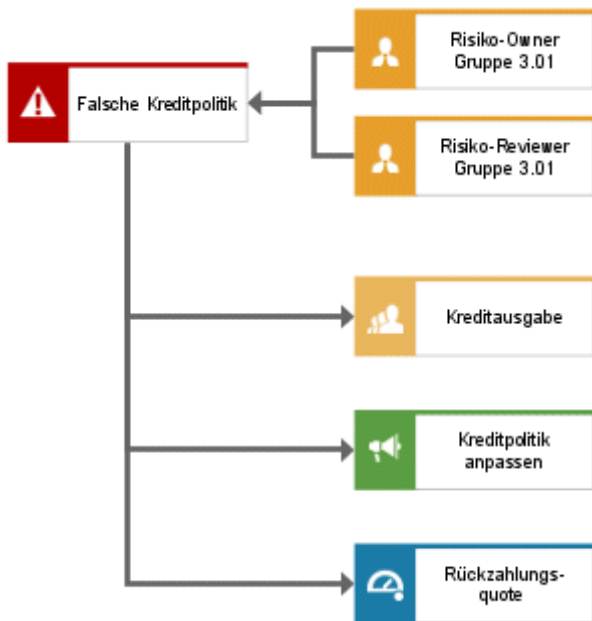 Risiko-Owner
Gruppe 3.01
Falsche Kreditpolitik
Risiko-Reviewer
Gruppe 3.01
Kreditausgabe
Kreditpolitik
anpassen
Rückzahlungs-
quote